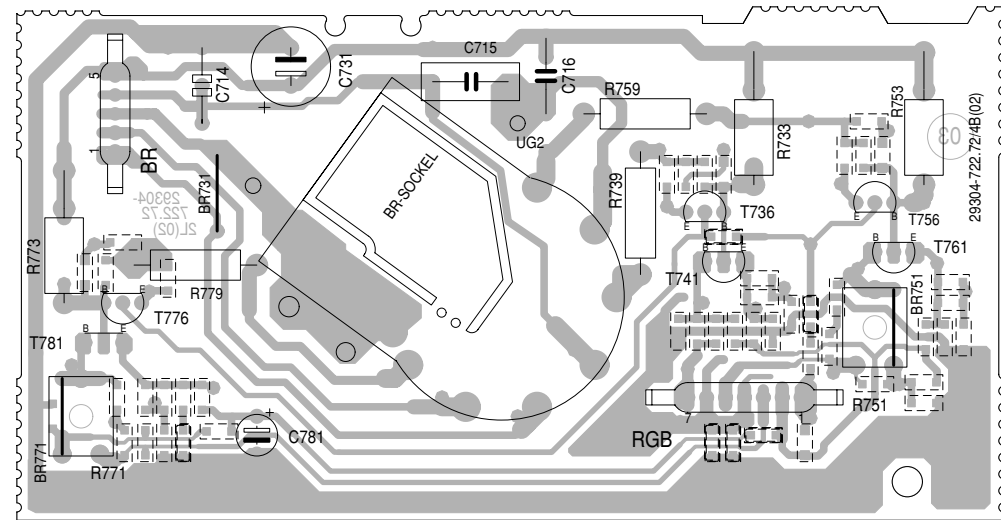 C715
C731
C714
C716
R759
R753
R733
03
29304-722.72/4B(02)
5
1
BR
UG2
BR-SOCKEL
BR731
R739
29304-
722.72
2L(02)
T736
T756
R773
B
E
B
E
T761
R779
T741
BR751
T776
B
E
T781
R751
7
1
RGB
C781
BR771
R771
+
+
E
B
E
B